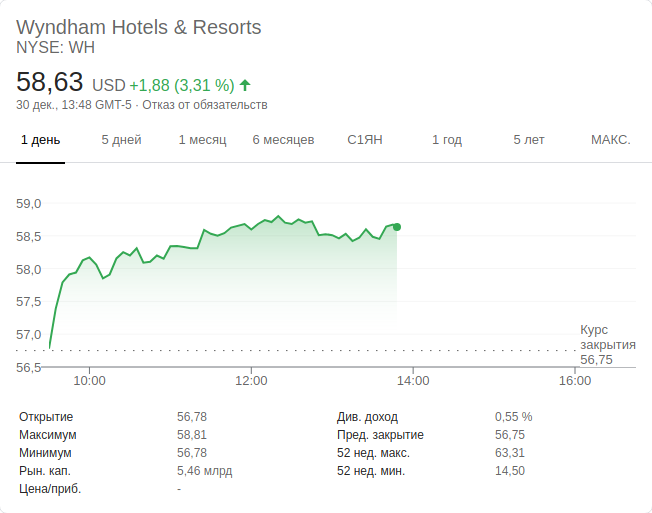 Wyndham Hotels & Resorts
NYSE: WH
58,63 USD +1,88 (3,31 %)
30 дек., 13:48 GMT-5 · Отказ от обязательств
1 день 5 дней 1 месяц 6 месяцев С1ЯН 1 год 5 лет МАКС.
59,0
58,5
58,0
57,5
57,0
56,5
Курс
закрытия
56,75
10:00 12:00 14:00 16:00
Открытие 56,78 Див. доход 0,55 %
Максимум 58,81 Пред. закрытие 56,75
Минимум 56,78 52 нед. макс. 63,31
Рын. кап. 5,46 млрд 52 нед. мин. 14,50
Цена/приб. -